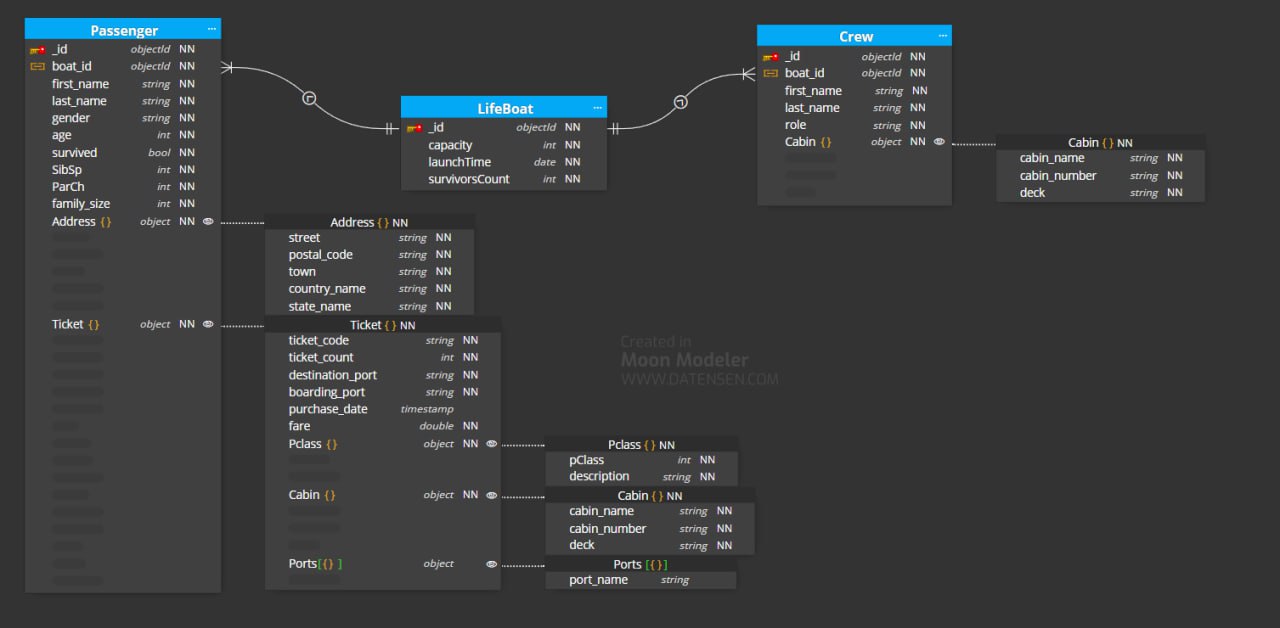 Passenger ...
_id objectId NN
boat_id objectId NN
first_name string NN
last_name string NN
gender string NN
age int NN
survived bool NN
SibSp int NN
ParCh int NN
family_size int NN
Address {} object NN
Ticket {} object NN
LifeBoat ...
_id objectId NN
capacity int NN
launchTime date NN
survivorsCount int NN
Crew ...
_id objectId NN
boat_id objectId NN
first_name string NN
last_name string NN
role string NN
Cabin {} object NN
Cabin {} NN
cabin_name string NN
cabin_number string NN
deck string NN
Address {} NN
street string NN
postal_code string NN
town string NN
country_name string NN
state_name string NN
Ticket {} NN
ticket_code string NN
ticket_count int NN
destination_port string NN
boarding_port string NN
purchase_date timestamp
fare double NN
Pclass {} object NN
Cabin {} object NN
Ports[{} ] object
Pclass {} NN
pClass int NN
description string NN
Cabin {} NN
cabin_name string NN
cabin_number string NN
deck string NN
Ports [{}]
port_name string
Created in
Moon Modeler
WWW.DATENSEN.COM